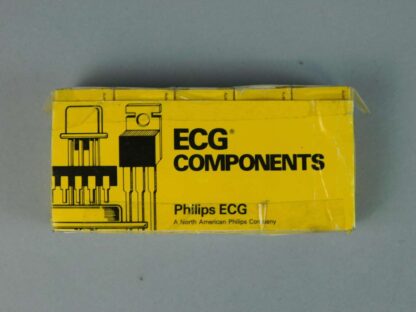 ECG®
COMPONENTS
Philips ECG
A North American Philips Company